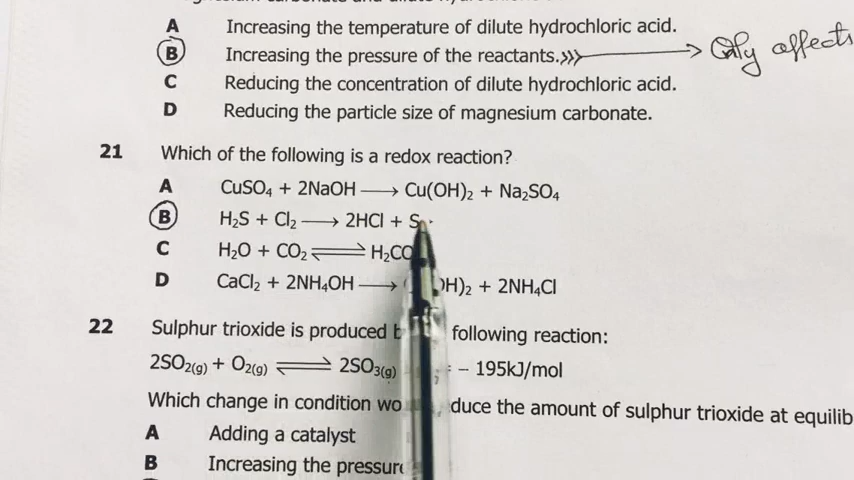 A Increasing the temperature of dilute hydrochloric acid.
B Increasing the pressure of the reactants.>>> → Only affects
C Reducing the concentration of dilute hydrochloric acid.
D Reducing the particle size of magnesium carbonate.
21 Which of the following is a redox reaction?
A CuSO₄ + 2NaOH ⟶ Cu(OH)₂ + Na₂SO₄
B H₂S + Cl₂ ⟶ 2HCl + S
C H₂O + CO₂ ⇌ H₂CO
D CaCl₂ + 2NH₄OH ⟶ OH)₂ + 2NH₄Cl
22 Sulphur trioxide is produced following reaction:
2SO₂(g) + O₂(g) ⇌ 2SO₃(g) − 195kJ/mol
Which change in condition the amount of sulphur trioxide at
A Adding a catalyst
B Increasing the pressure